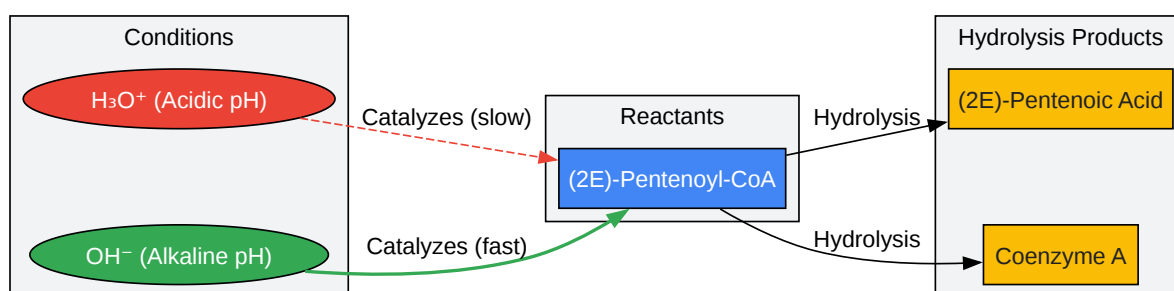 Conditions
H₃O⁺ (Acidic pH)
OH⁻ (Alkaline pH)
Catalyzes (slow)
Catalyzes (fast)
Reactants
(2E)-Pentenoyl-CoA
Hydrolysis
Hydrolysis
Hydrolysis Products
(2E)-Pentenoic Acid
Coenzyme A